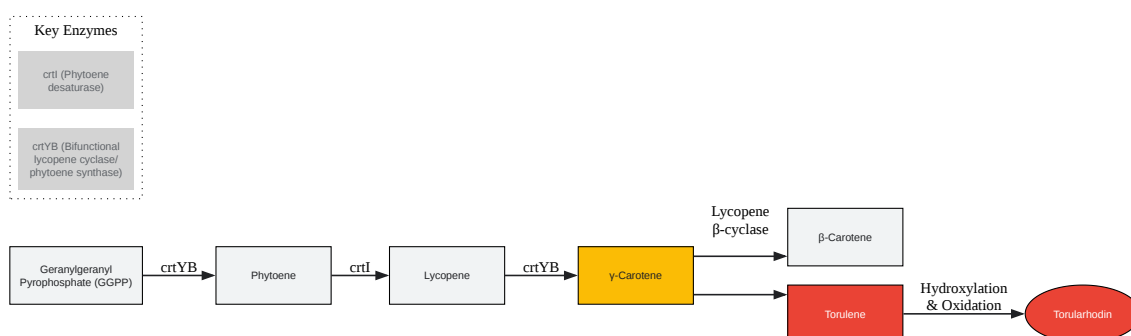 Key Enzymes
crtI (Phytoene
desaturase)
crtYB (Bifunctional
lycopene cyclase/
phytoene synthase)
Geranylgeranyl
Pyrophosphate (GGPP)
crtYB
Phytoene
crtI
Lycopene
crtYB
γ-Carotene
Lycopene
β-cyclase
β-Carotene
Torulene
Hydroxylation
& Oxidation
Torularhodin